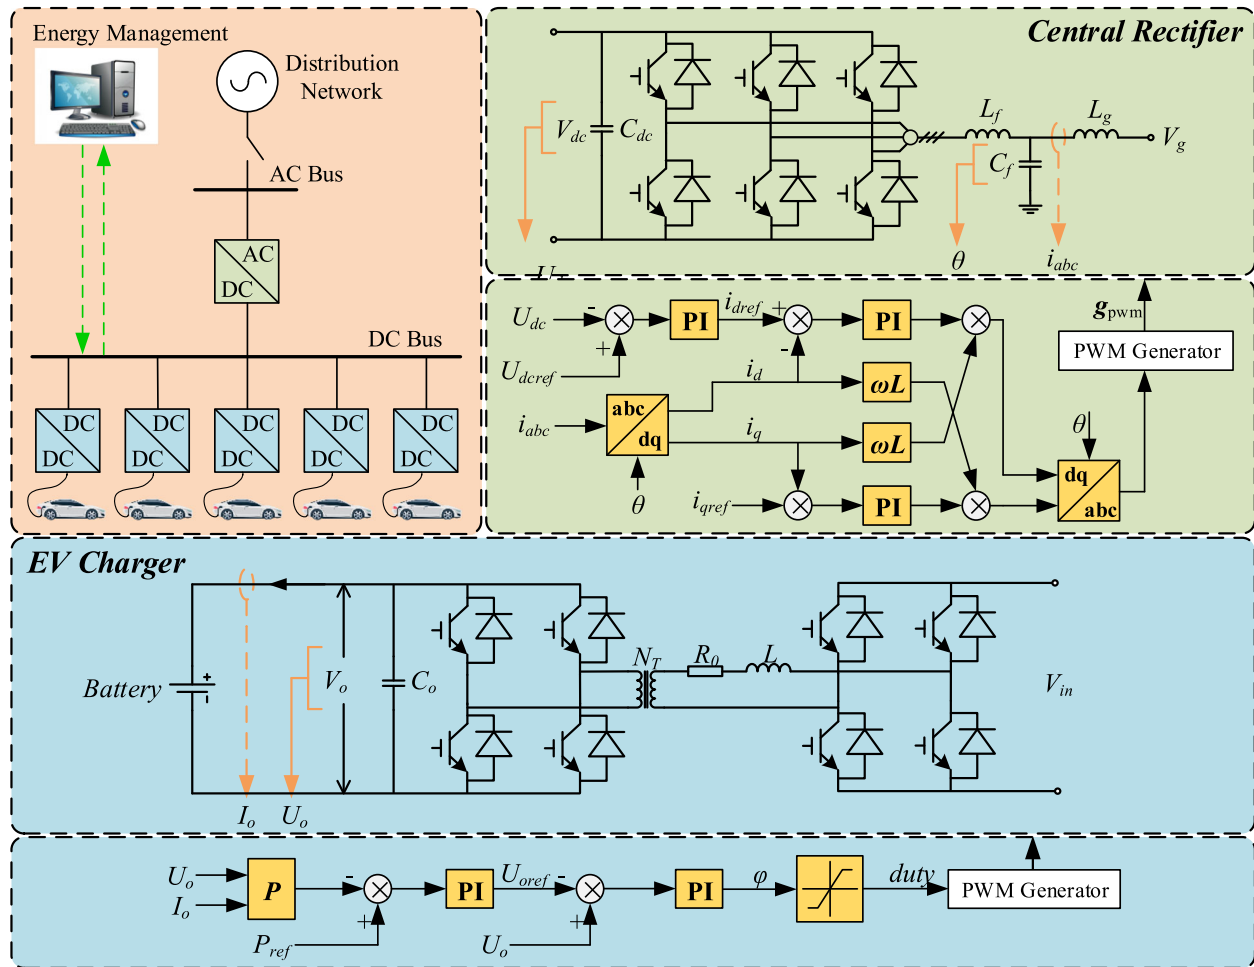 Energy Management
Distribution
Network
AC Bus
AC
DC
DC Bus
DC
DC
DC
DC
DC
DC
DC
DC
DC
DC
Central Rectifier
V_dc
C_dc
L_f
L_g
V_g
C_f
θ
i_abc
U_dc
-
+
U_dcref
PI
i_dref
+
-
PI
i_d
ωL
i_abc
abc
dq
θ
i_q
ωL
i_qref
PI
θ
dq
abc
g_pwm
PWM Generator
EV Charger
Battery
+
-
V_o
C_o
N_T
R_0
L
V_in
I_o
U_o
U_o
I_o
P
-
+
P_ref
PI
U_oref
-
+
U_o
PI
φ
duty
PWM Generator